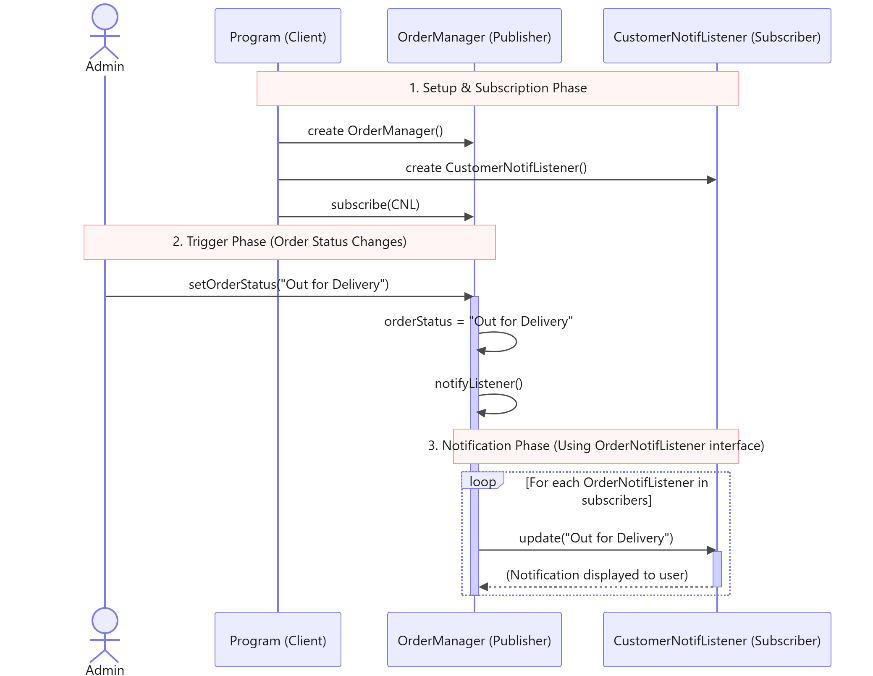 Admin
Program (Client)
OrderManager (Publisher)
CustomerNotifListener (Subscriber)
1. Setup & Subscription Phase
create OrderManager()
create CustomerNotifListener()
subscribe(CNL)
2. Trigger Phase (Order Status Changes)
setOrderStatus("Out for Delivery")
orderStatus = "Out for Delivery"
notifyListener()
3. Notification Phase (Using OrderNotifListener interface)
loop
[For each OrderNotifListener in
subscribers]
update("Out for Delivery")
(Notification displayed to user)
Admin
Program (Client)
OrderManager (Publisher)
CustomerNotifListener (Subscriber)